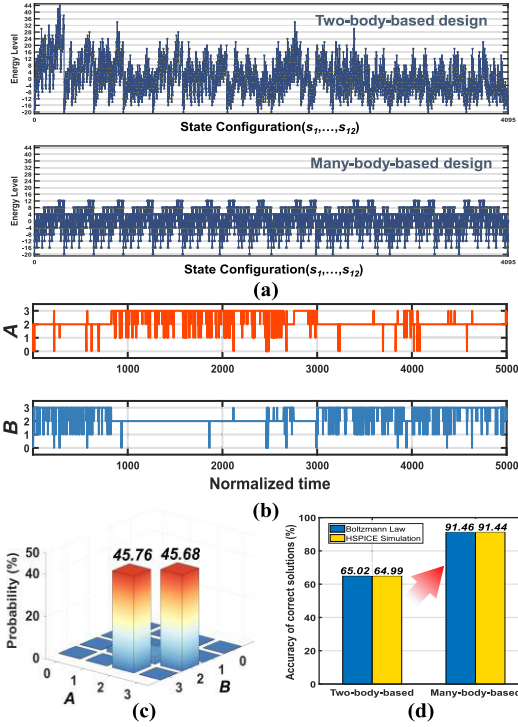 Two-body-based design
Energy Level
44
40
36
32
28
24
20
16
12
8
4
0
-4
-8
-12
-16
-20
0
State Configuration(s1,...,s12)
4095
Many-body-based design
Energy Level
44
40
36
32
28
24
20
16
12
8
4
0
-4
-8
-12
-16
-20
0
State Configuration(s1,...,s12)
4095
(a)
A
3
2
1
0
1000 2000 3000 4000 5000
B
3
2
1
0
1000 2000 3000 4000 5000
Normalized time
(b)
Probability (%)
50
40
20
0
45.76 45.68
0 1 2 3
A
3 2 1 0
B
(c)
Accuracy of correct solutions (%)
100
80
60
40
20
0
Boltzmann Law
HSPICE Simulation
65.02 64.99
91.46 91.44
Two-body-based Many-body-based
(d)